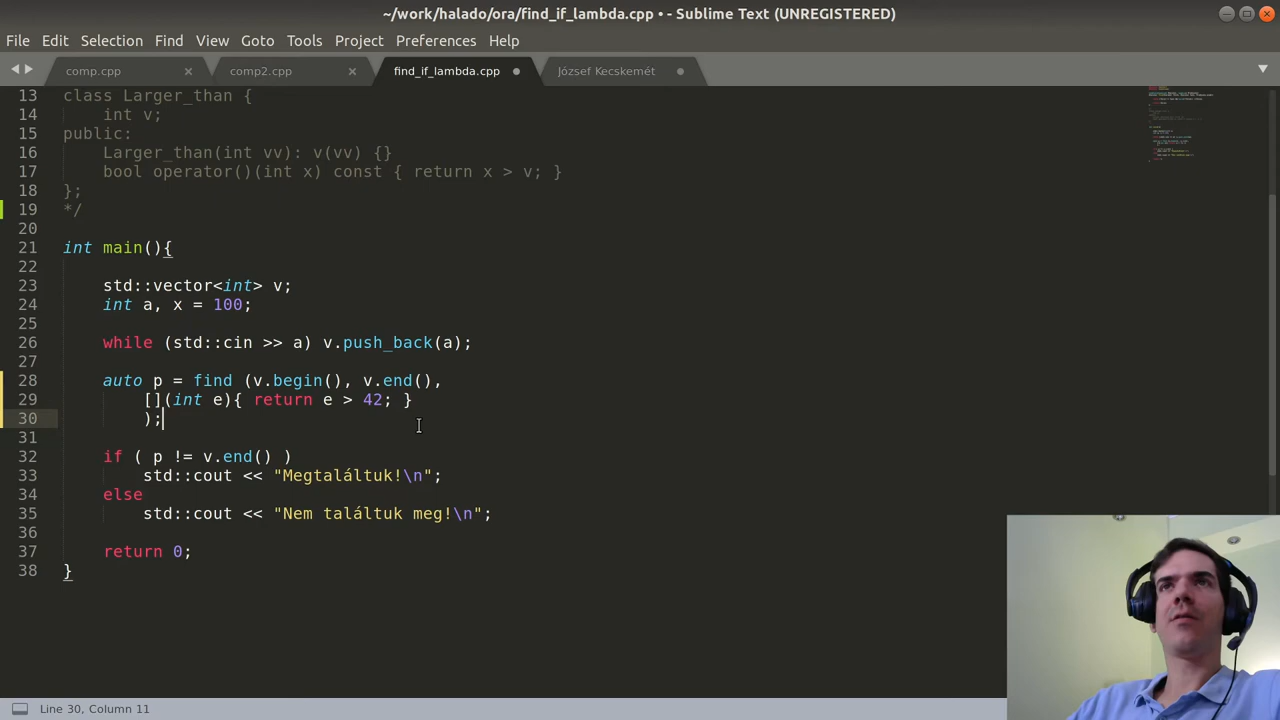 ~/work/halado/ora/find_if_lambda.cpp • - Sublime Text (UNREGISTERED)
File Edit Selection Find View Goto Tools Project Preferences Help
comp.cpp comp2.cpp find_if_lambda.cpp József Kecskemét
13 class Larger_than {
14 int v;
15 public:
16 Larger_than(int vv): v(vv) {}
17 bool operator()(int x) const { return x > v; }
18 };
19 */
20
21 int main(){
22
23 std::vector<int> v;
24 int a, x = 100;
25
26 while (std::cin >> a) v.push_back(a);
27
28 auto p = find (v.begin(), v.end(),
29 [](int e){ return e > 42; }
30 );
31
32 if ( p != v.end() )
33 std::cout << "Megtaláltuk!\n";
34 else
35 std::cout << "Nem találtuk meg!\n";
36
37 return 0;
38 }
Line 30, Column 11